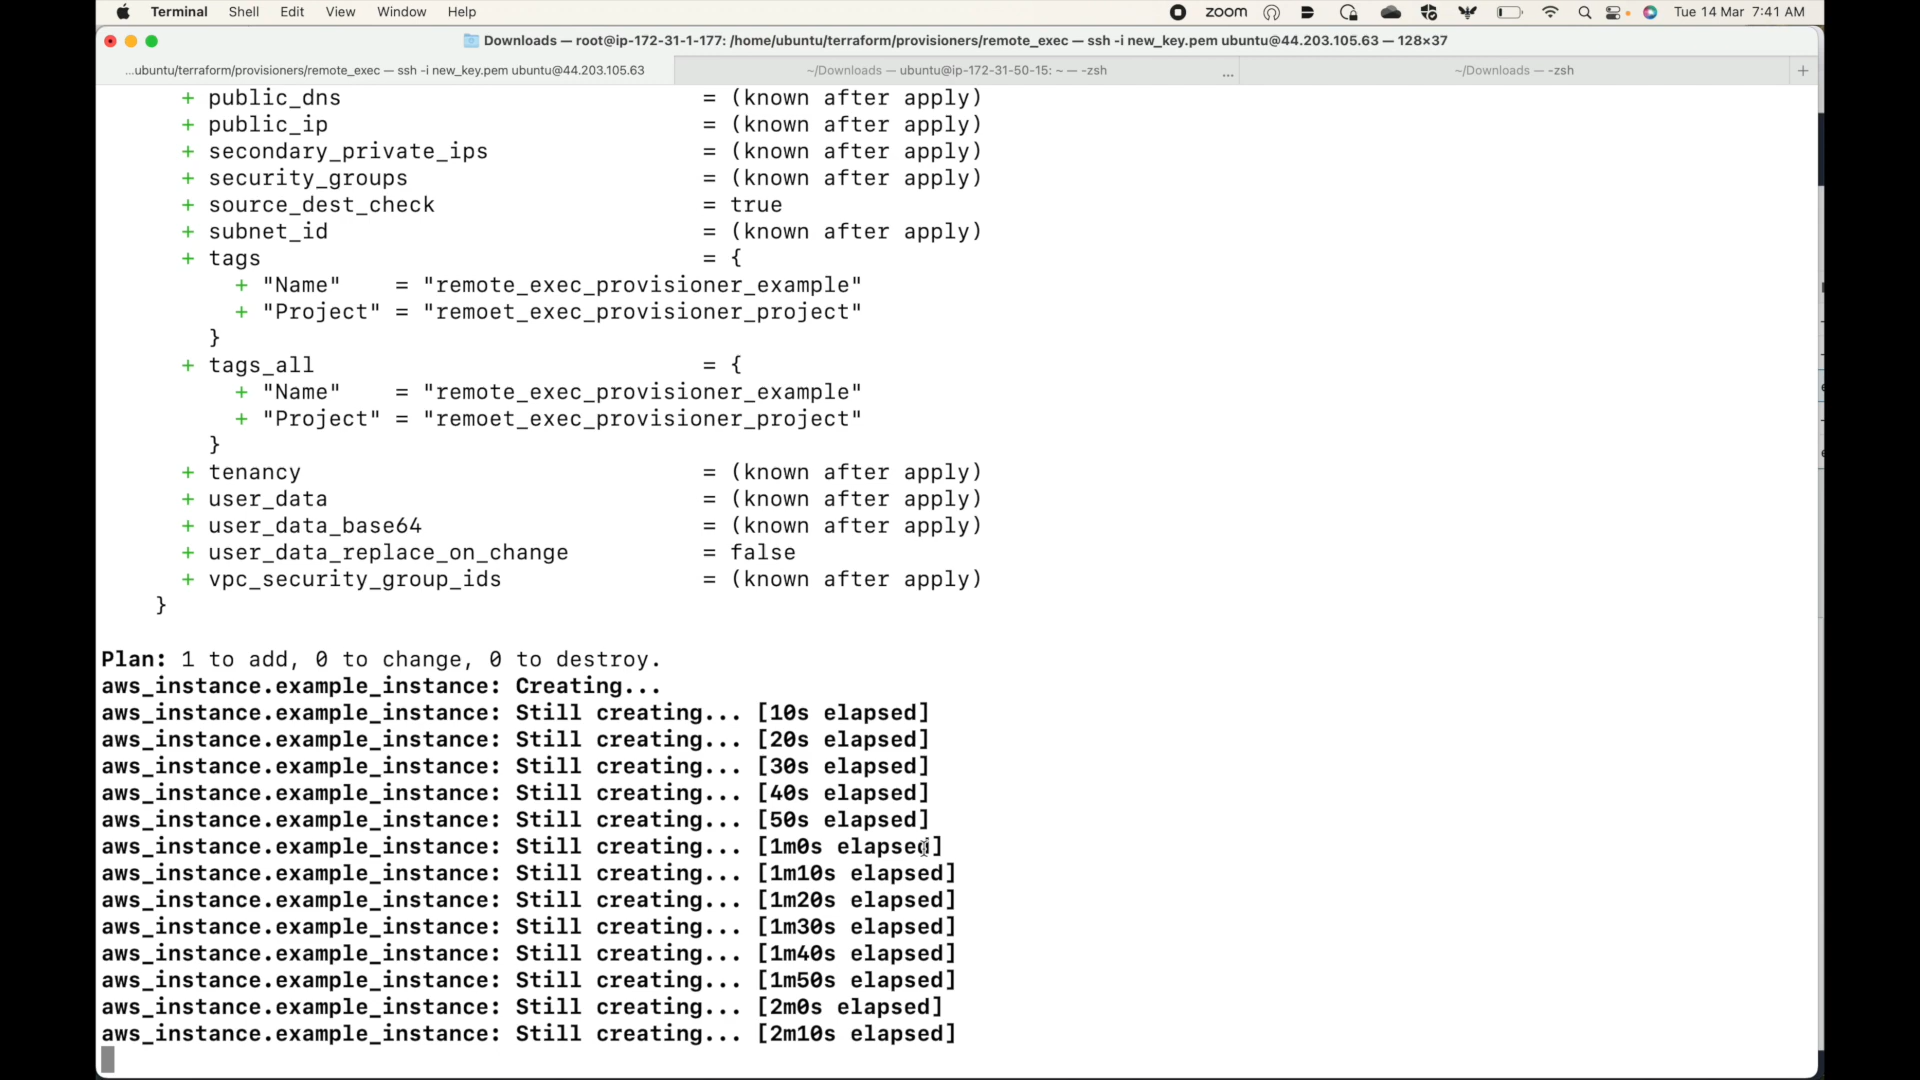 Terminal Shell Edit View Window Help zoom Tue 14 Mar 7:41 AM
Downloads — root@ip-172-31-1-177: /home/ubuntu/terraform/provisioners/remote_exec — ssh -i new_key.pem ubuntu@44.203.105.63 — 128×37
...ubuntu/terraform/provisioners/remote_exec — ssh -i new_key.pem ubuntu@44.203.105.63 ~/Downloads — ubuntu@ip-172-31-50-15: ~ — -zsh ... ~/Downloads — -zsh +
+ public_dns = (known after apply)
+ public_ip = (known after apply)
+ secondary_private_ips = (known after apply)
+ security_groups = (known after apply)
+ source_dest_check = true
+ subnet_id = (known after apply)
+ tags = {
+ "Name" = "remote_exec_provisioner_example"
+ "Project" = "remoet_exec_provisioner_project"
}
+ tags_all = {
+ "Name" = "remote_exec_provisioner_example"
+ "Project" = "remoet_exec_provisioner_project"
}
+ tenancy = (known after apply)
+ user_data = (known after apply)
+ user_data_base64 = (known after apply)
+ user_data_replace_on_change = false
+ vpc_security_group_ids = (known after apply)
}
Plan: 1 to add, 0 to change, 0 to destroy.
aws_instance.example_instance: Creating...
aws_instance.example_instance: Still creating... [10s elapsed]
aws_instance.example_instance: Still creating... [20s elapsed]
aws_instance.example_instance: Still creating... [30s elapsed]
aws_instance.example_instance: Still creating... [40s elapsed]
aws_instance.example_instance: Still creating... [50s elapsed]
aws_instance.example_instance: Still creating... [1m0s elapsed]
aws_instance.example_instance: Still creating... [1m10s elapsed]
aws_instance.example_instance: Still creating... [1m20s elapsed]
aws_instance.example_instance: Still creating... [1m30s elapsed]
aws_instance.example_instance: Still creating... [1m40s elapsed]
aws_instance.example_instance: Still creating... [1m50s elapsed]
aws_instance.example_instance: Still creating... [2m0s elapsed]
aws_instance.example_instance: Still creating... [2m10s elapsed]